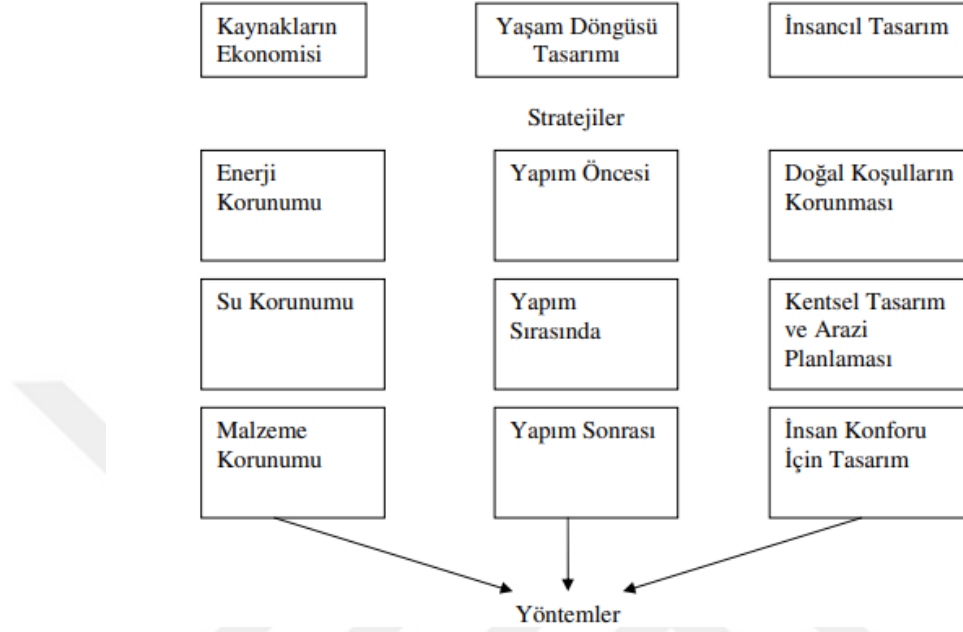 Kaynakların
Ekonomisi
Yaşam Döngüsü
Tasarımı
İnsancıl Tasarım
Stratejiler
Enerji
Korunumu
Yapım Öncesi
Doğal Koşulların
Korunması
Su Korunumu
Yapım
Sırasında
Kentsel Tasarım
ve Arazi
Planlaması
Malzeme
Korunumu
Yapım Sonrası
İnsan Konforu
İçin Tasarım
Yöntemler